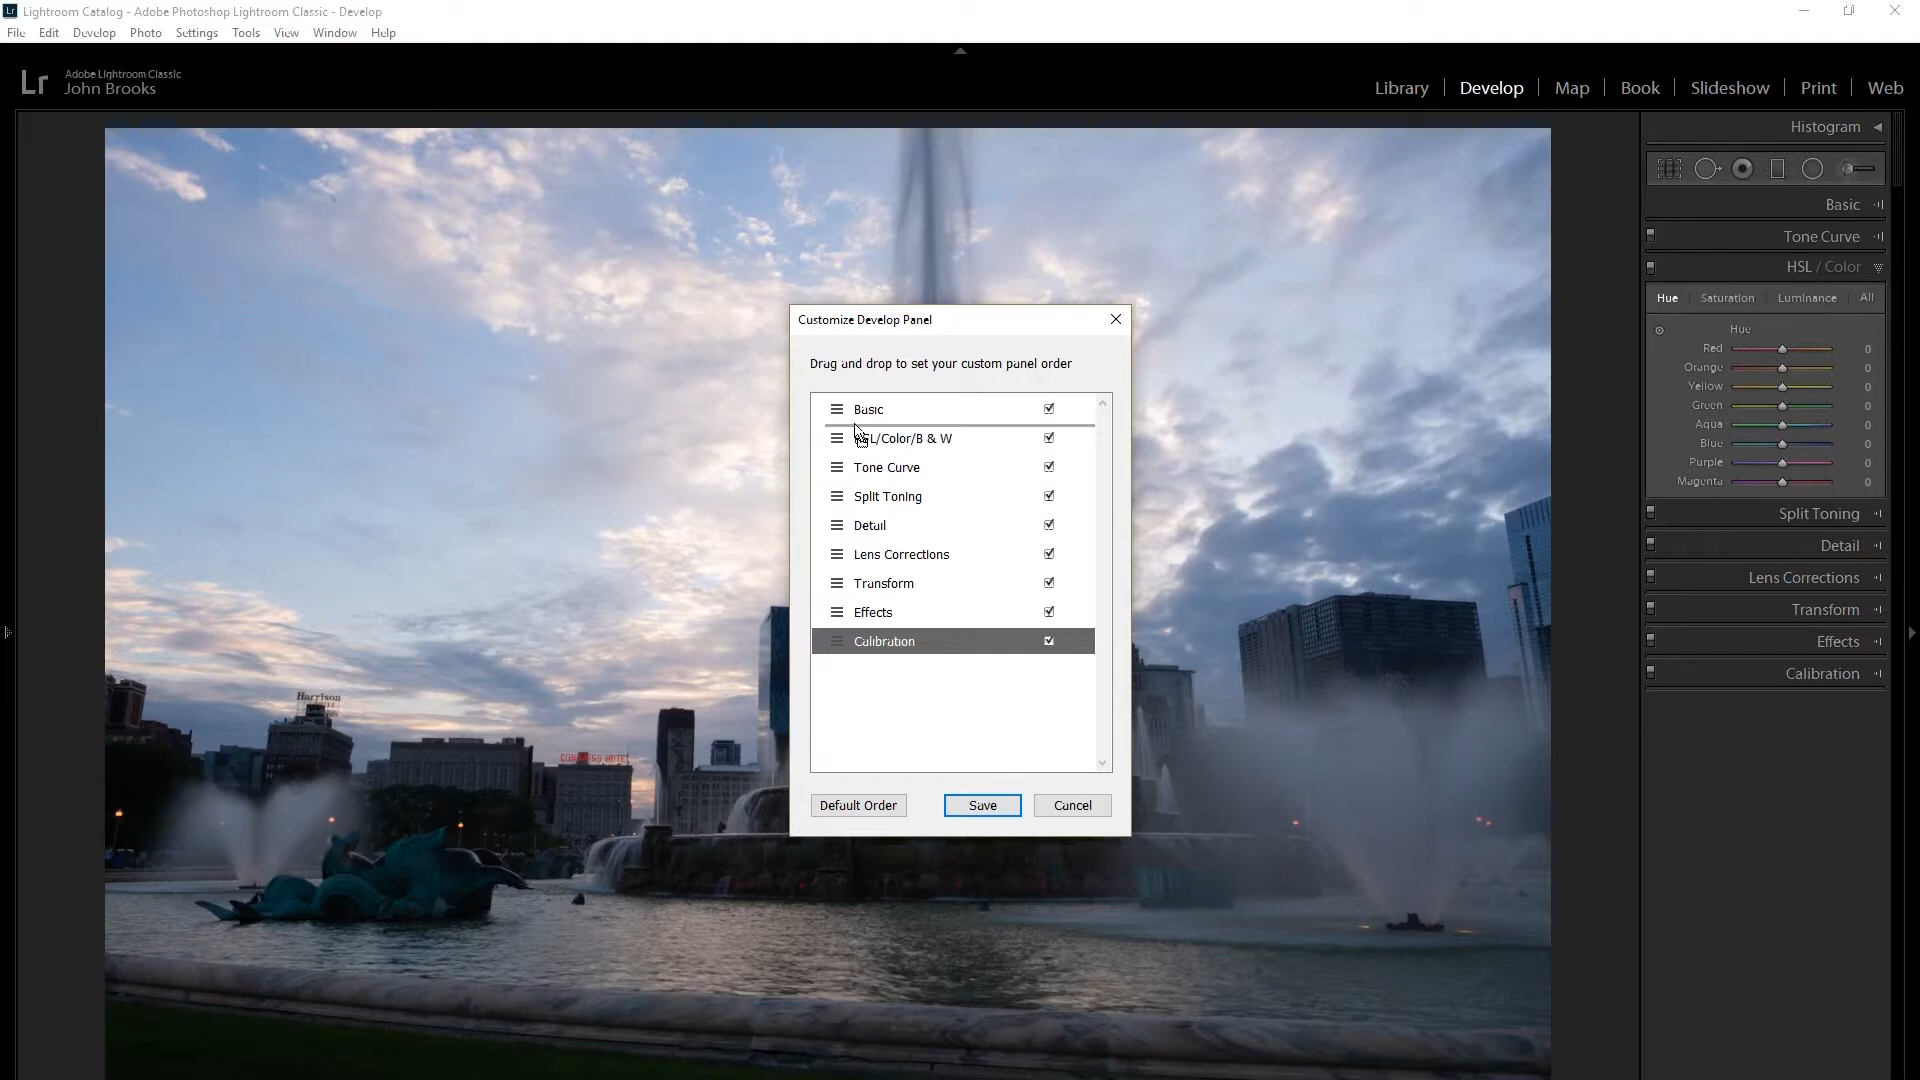 Lr Lightroom Catalog - Adobe Photoshop Lightroom Classic - Develop
File Edit Develop Photo Settings Tools View Window Help
Lr
Adobe Lightroom Classic
John Brooks
Library | Develop | Map | Book | Slideshow | Print | Web
Histogram
Basic
Tone Curve
HSL / Color
Hue Saturation Luminance All
Hue
Red 0
Orange 0
Yellow 0
Green 0
Aqua 0
Blue 0
Purple 0
Magenta 0
Split Toning
Detail
Lens Corrections
Transform
Effects
Calibration
Customize Develop Panel
Drag and drop to set your custom panel order
Basic
HSL/Color/B & W
Tone Curve
Split Toning
Detail
Lens Corrections
Transform
Effects
Calibration
Default Order Save Cancel
Harrison